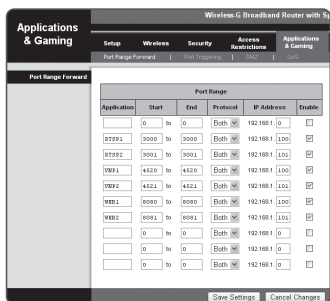 Wireless-G Broadband Router with Sp
Applications & Gaming
Setup Wireless Security Access Restrictions Applications & Gaming
Port Range Forward | Port Triggering | DMZ | QoS
Port Range Forward
Port Range
Application Start End Protocol IP Address Enable
0 to 0 Both 192.168.1. 0
RTSP1 3000 to 3000 Both 192.168.1. 100
RTSP2 3001 to 3001 Both 192.168.1. 101
VNP1 4520 to 4520 Both 192.168.1. 100
VNP2 4521 to 4521 Both 192.168.1. 101
WEB1 8080 to 8080 Both 192.168.1. 100
WEB2 8081 to 8081 Both 192.168.1. 101
0 to 0 Both 192.168.1. 0
0 to 0 Both 192.168.1. 0
0 to 0 Both 192.168.1. 0
Save Settings Cancel Changes